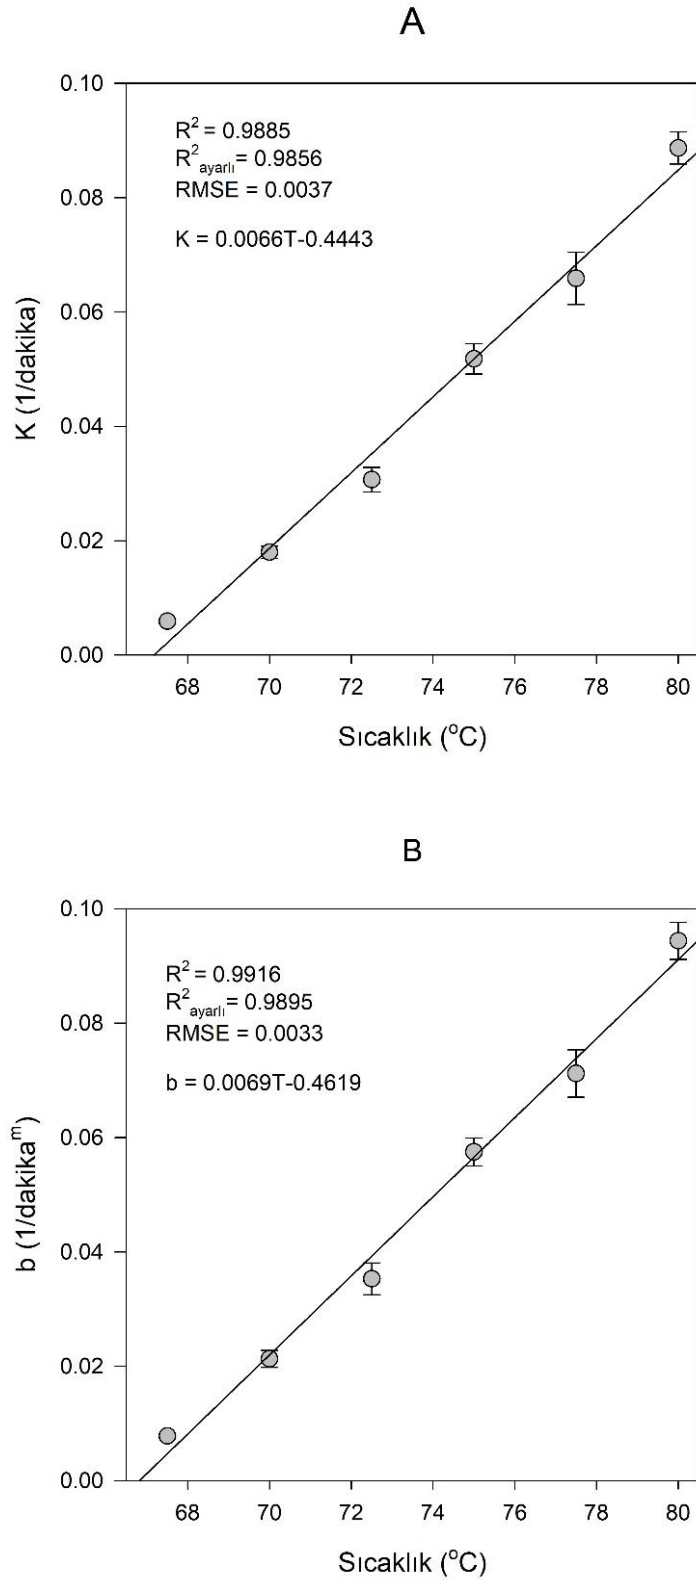 A
0.10
0.08
0.06
0.04
0.02
0.00
K (1/dakika)
R² = 0.9885
R²ayarlı = 0.9856
RMSE = 0.0037
K = 0.0066T-0.4443
68 70 72 74 76 78 80
Sıcaklık (°C)
B
0.10
0.08
0.06
0.04
0.02
0.00
b (1/dakikaᵐ)
R² = 0.9916
R²ayarlı = 0.9895
RMSE = 0.0033
b = 0.0069T-0.4619
68 70 72 74 76 78 80
Sıcaklık (°C)